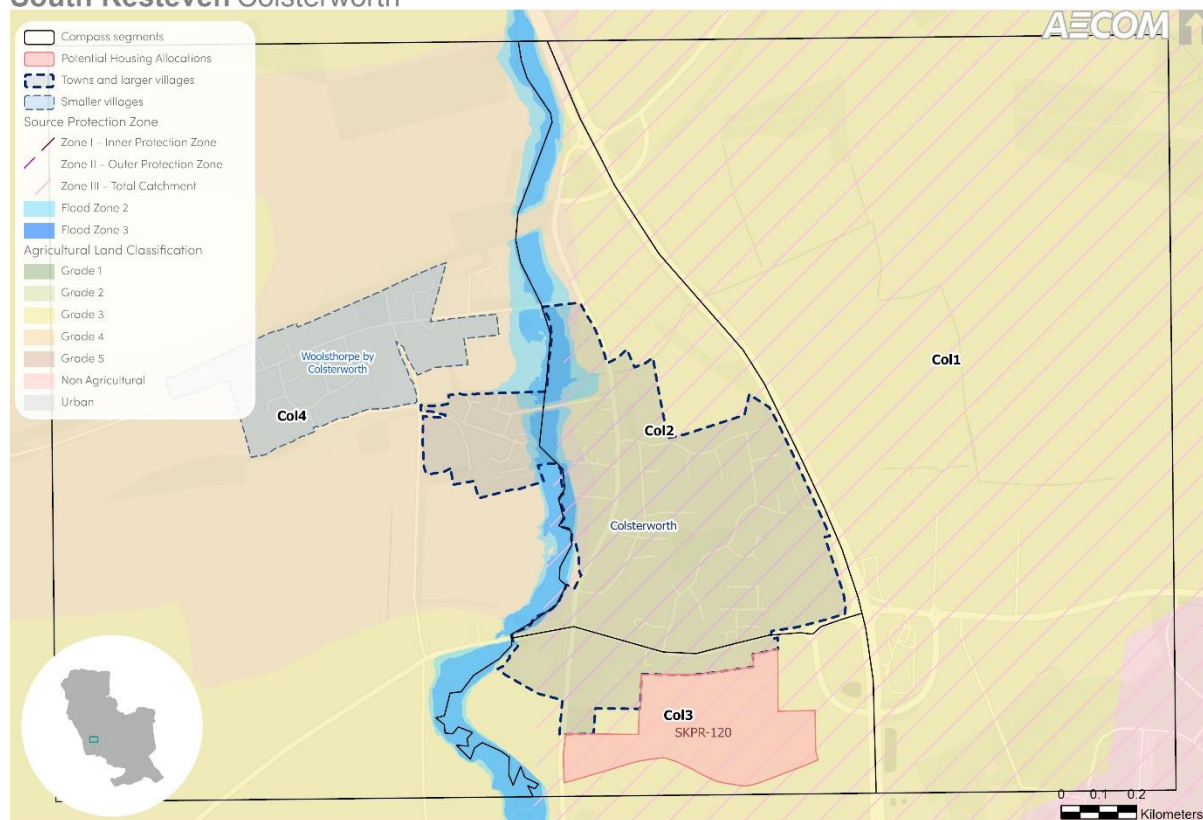 South Kesteven Colsterworth
AECOM
Compass segments
Potential Housing Allocations
Towns and larger villages
Smaller villages
Source Protection Zone
Zone I - Inner Protection Zone
Zone II - Outer Protection Zone
Zone III - Total Catchment
Flood Zone 2
Flood Zone 3
Agricultural Land Classification
Grade 1
Grade 2
Grade 3
Grade 4
Grade 5
Non Agricultural
Urban
Woolsthorpe by
Colsterworth
Col4
Col1
Col2
Colsterworth
Col3
SKPR-120
0 0.1 0.2
Kilometers